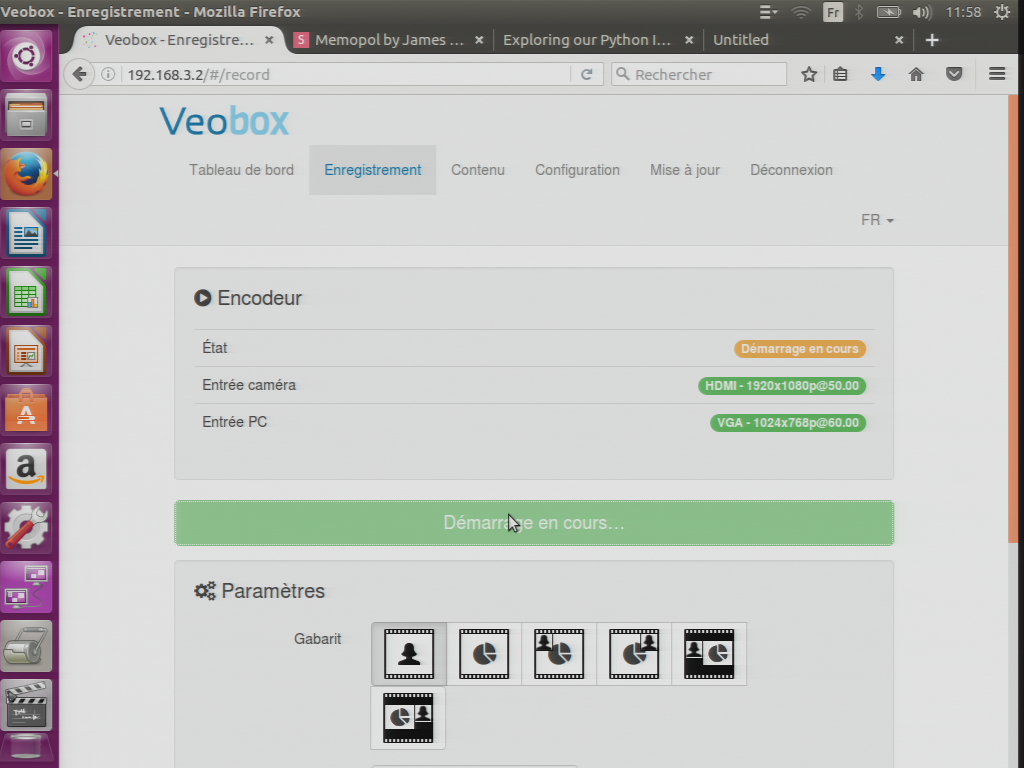 Veobox - Enregistrement - Mozilla Firefox
Fr
11:58
Veobox - Enregistre...
Memopol by James ...
Exploring our Python I...
Untitled
192.168.3.2/#/record
Rechercher
Veobox
Tableau de bord
Enregistrement
Contenu
Configuration
Mise à jour
Déconnexion
FR
Encodeur
État
Démarrage en cours
Entrée caméra
HDMI - 1920x1080p@50.00
Entrée PC
VGA - 1024x768p@60.00
Démarrage en cours...
Paramètres
Gabarit